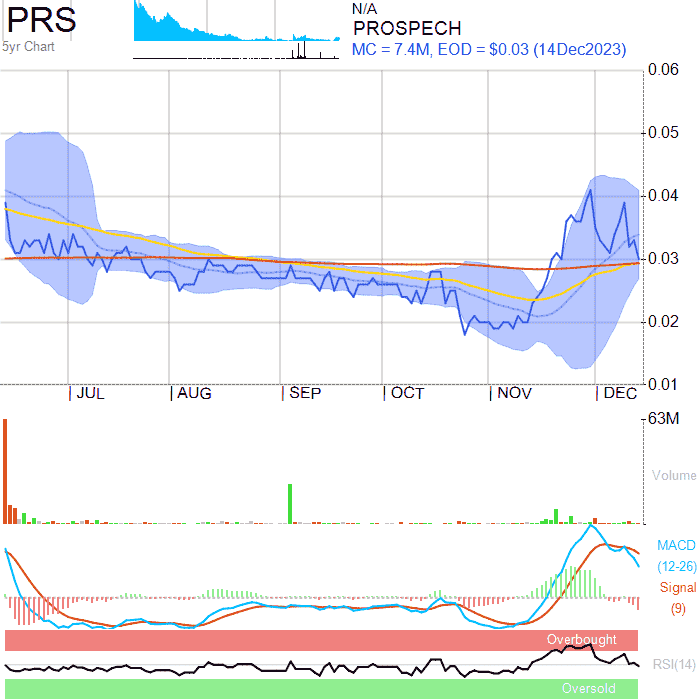 PRS
5yr Chart
N/A
PROSPECH
MC = 7.4M, EOD = $0.03 (14Dec2023)
0.06
0.05
0.04
0.03
0.02
0.01
JUL AUG SEP OCT NOV DEC
63M
Volume
MACD
(12-26)
Signal
(9)
Overbought
RSI(14)
Oversold